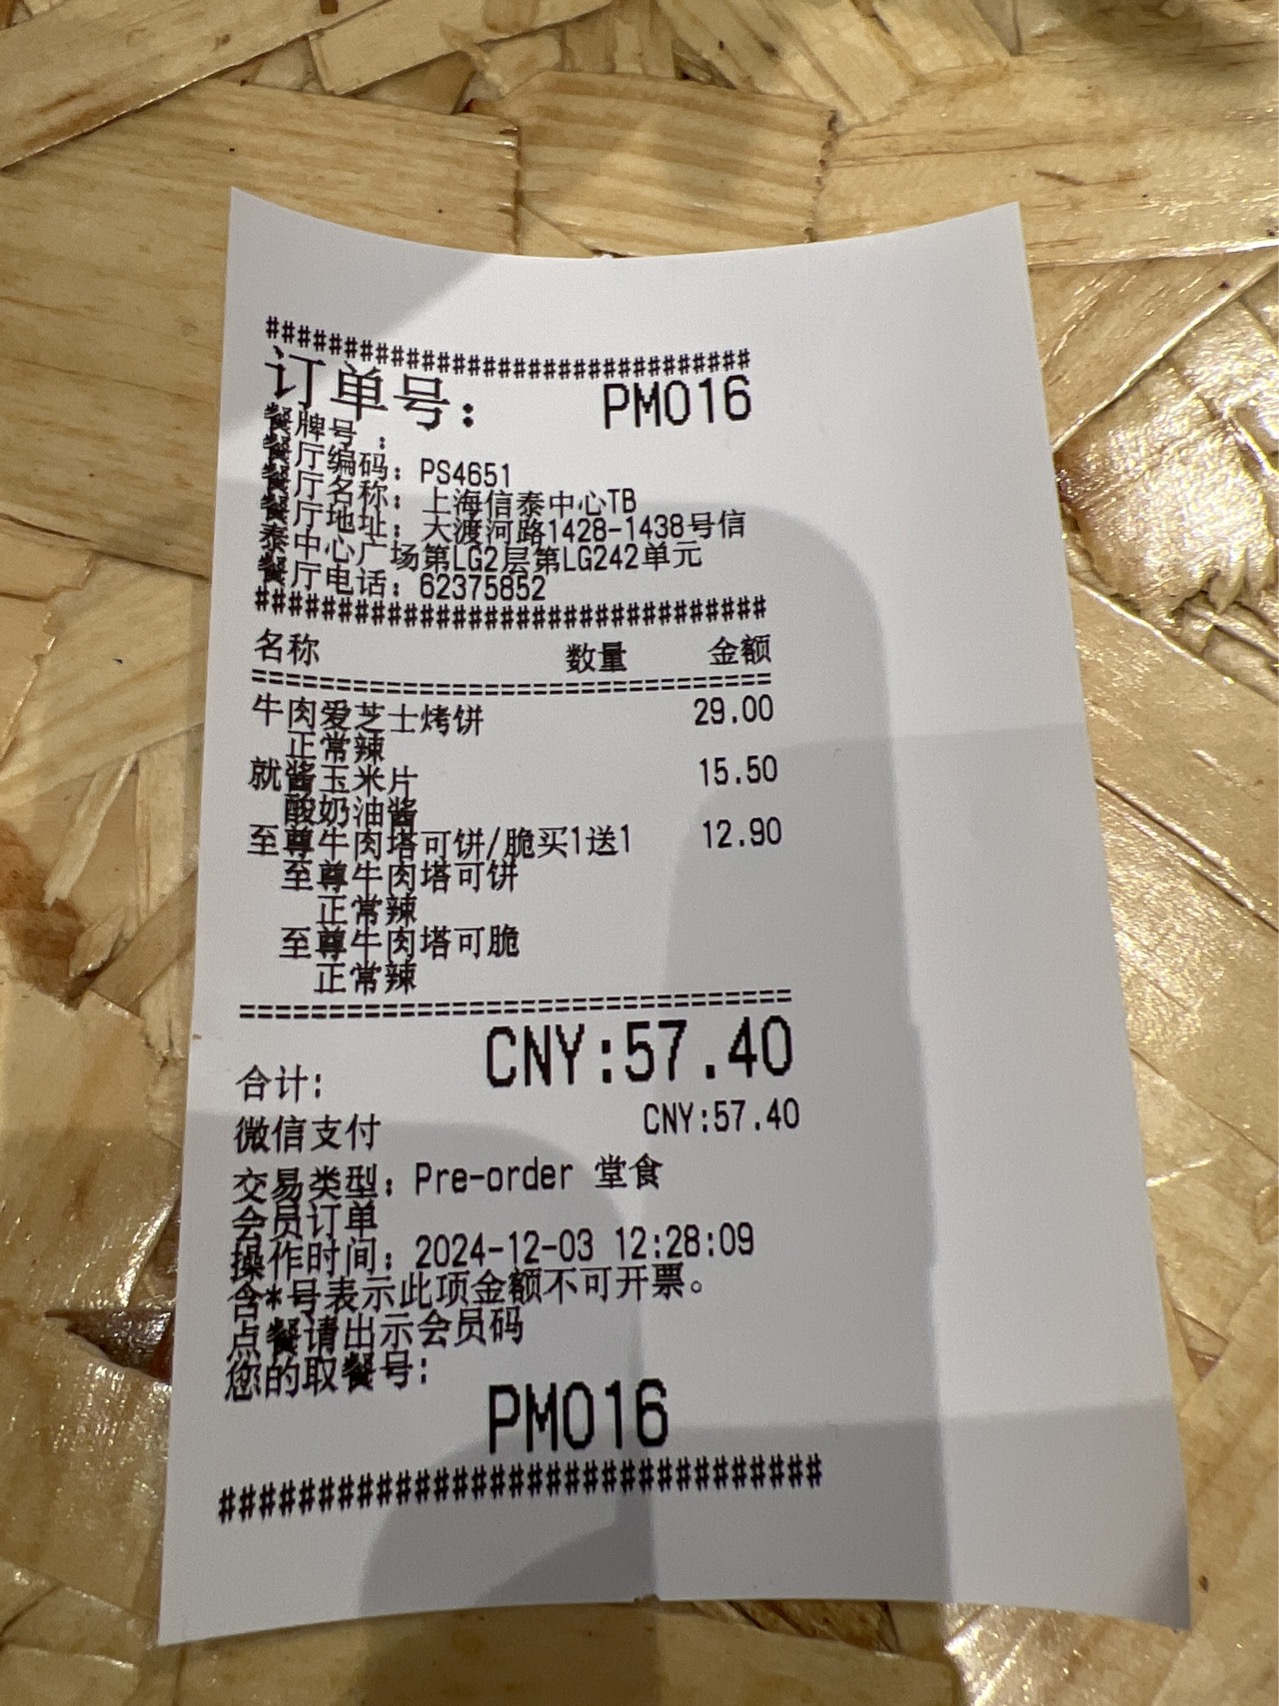 ##############################
订单号: PM016
餐牌号 :
餐厅编码: PS4651
餐厅名称: 上海信泰中心TB
餐厅地址: 大渡河路1428-1438号信
泰中心广场第LG2层第LG242单元
餐厅电话: 62375852
##############################
名称 数量 金额
==============================
牛肉爱芝士烤饼 29.00
正常辣
就酱玉米片 15.50
酸奶油酱
至尊牛肉塔可饼/脆买1送1 12.90
至尊牛肉塔可饼
正常辣
至尊牛肉塔可脆
正常辣
==============================
合计: CNY:57.40
微信支付 CNY:57.40
交易类型: Pre-order 堂食
会员订单
操作时间: 2024-12-03 12:28:09
含*号表示此项金额不可开票。
点餐请出示会员码
您的取餐号:
PM016
##############################